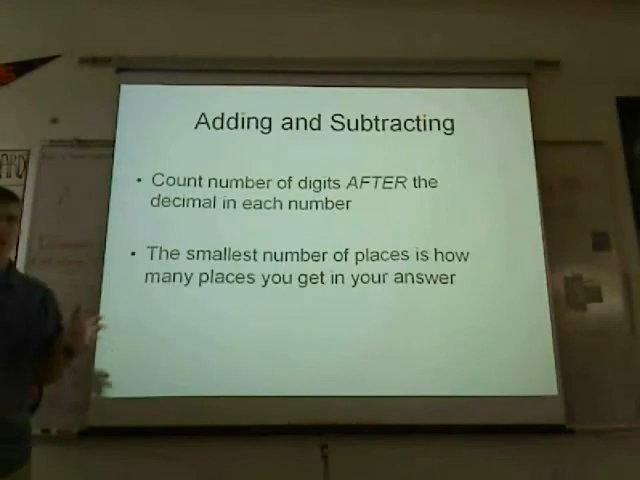 Adding and Subtracting
• Count number of digits AFTER the
decimal in each number
• The smallest number of places is how
many places you get in your answer